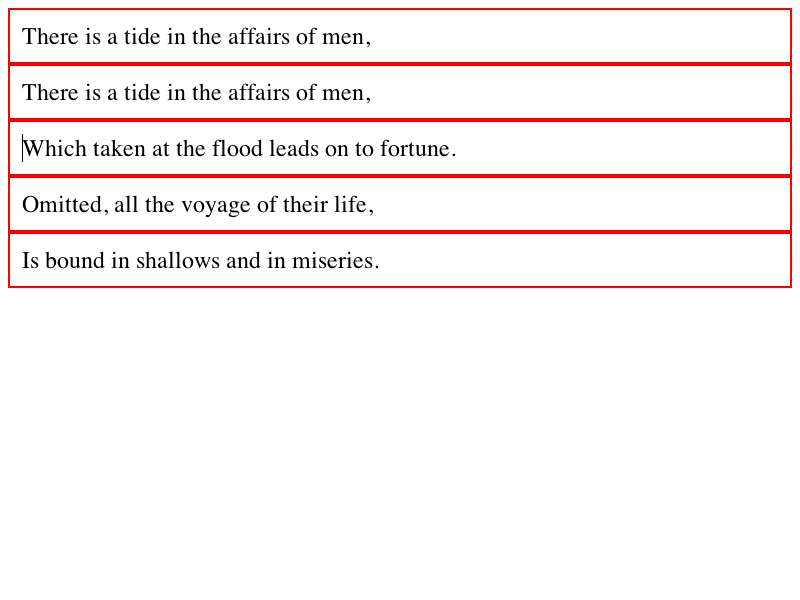 There is a tide in the affairs of men,
There is a tide in the affairs of men,
Which taken at the flood leads on to fortune.
Omitted, all the voyage of their life,
Is bound in shallows and in miseries.